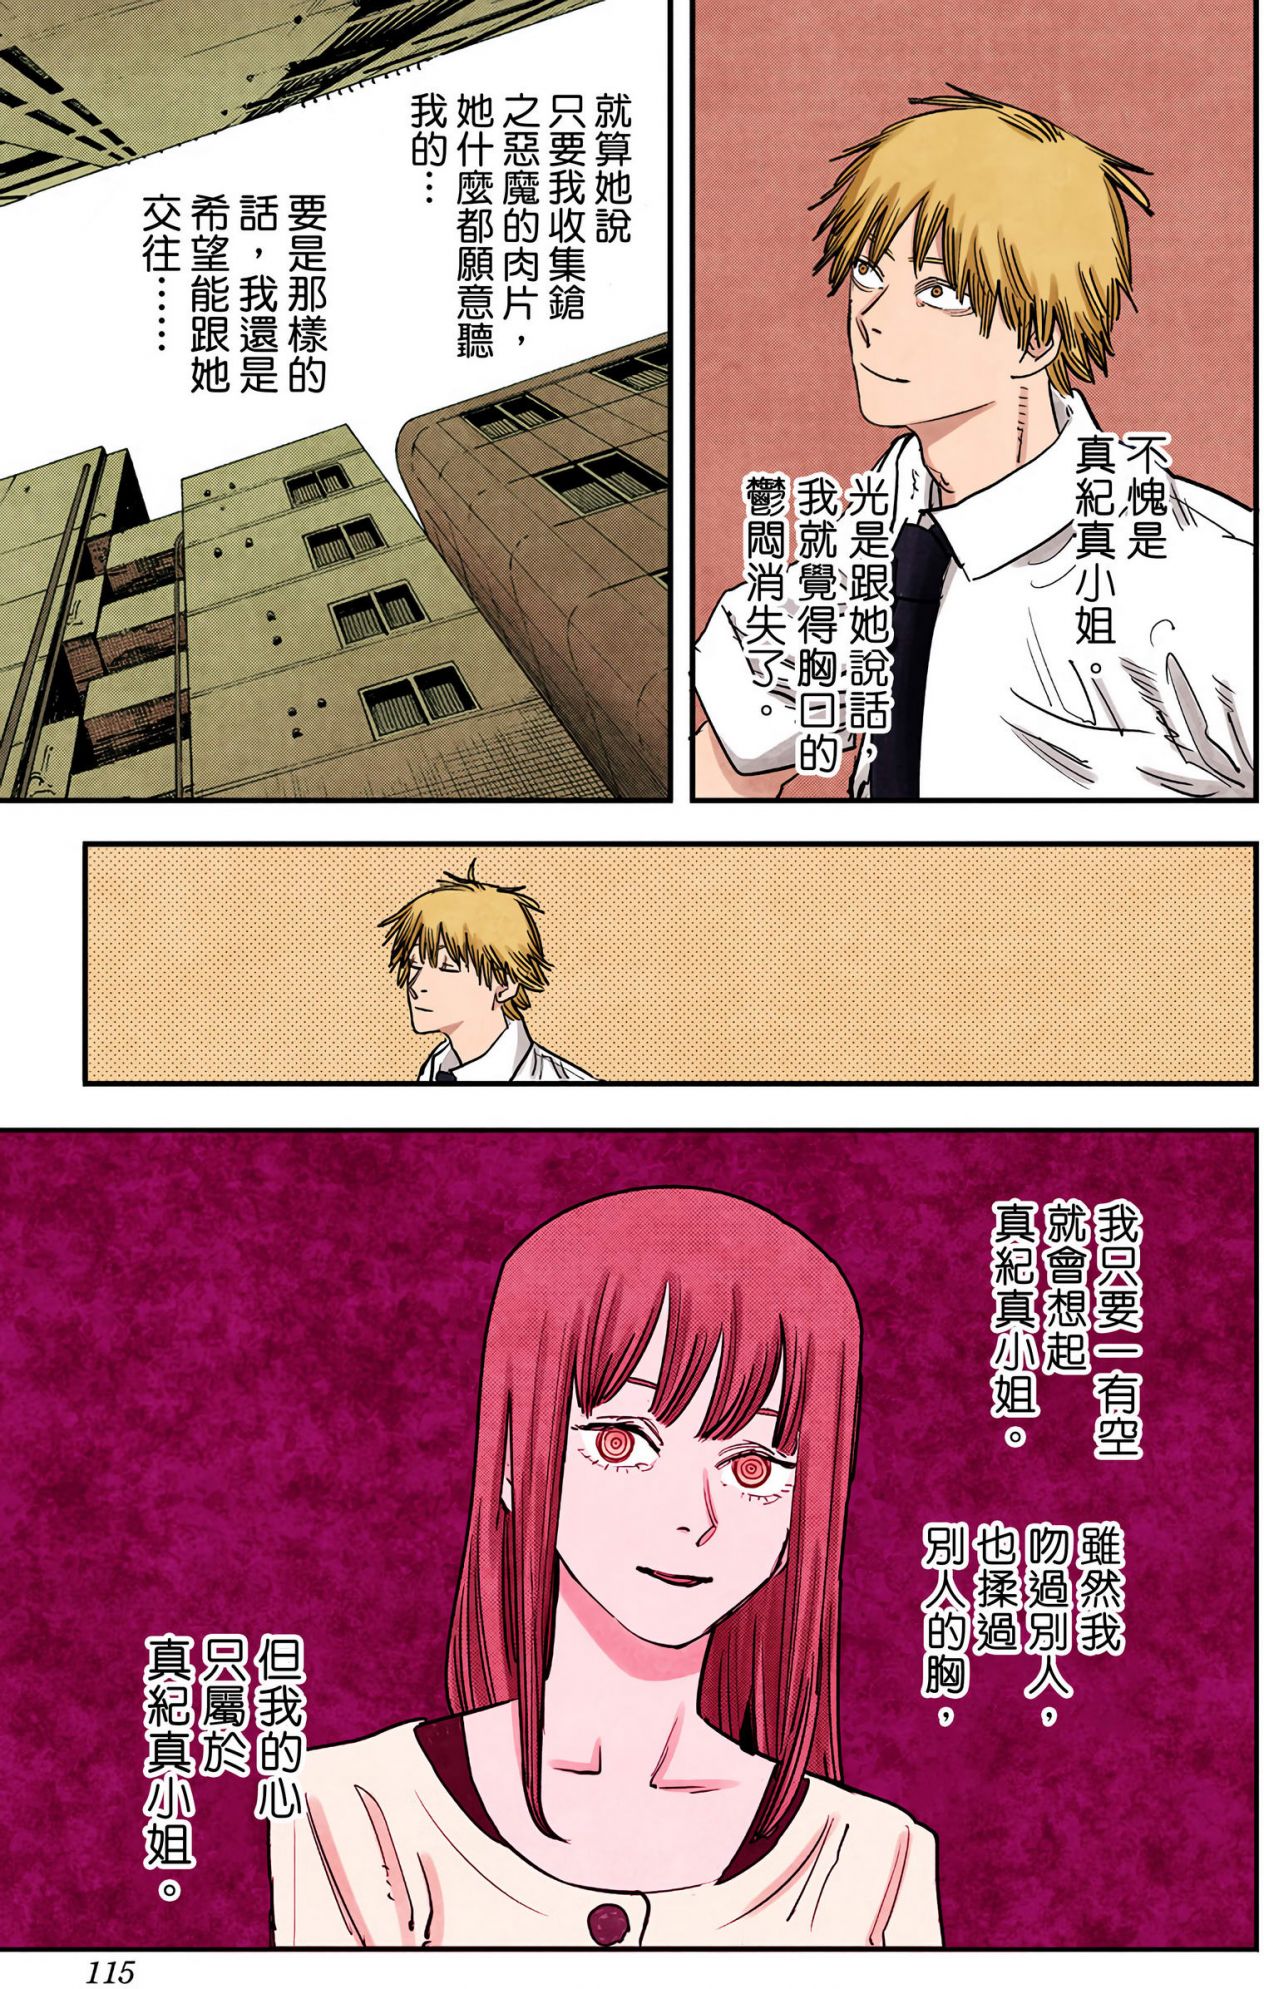 不愧是
真紀真小姐。
光是跟她說話，
我就覺得胸口的
鬱悶消失了。
就算她說
只要我收集鎗
之惡魔的肉片，
她什麼都願意聽
我的…
要是那樣的
話，我還是
希望能跟她
交往……
我只要一有空
就會想起
真紀真小姐。
雖然我
吻過別人，
也揉過
別人的胸，
但我的心
只屬於
真紀真小姐。
115